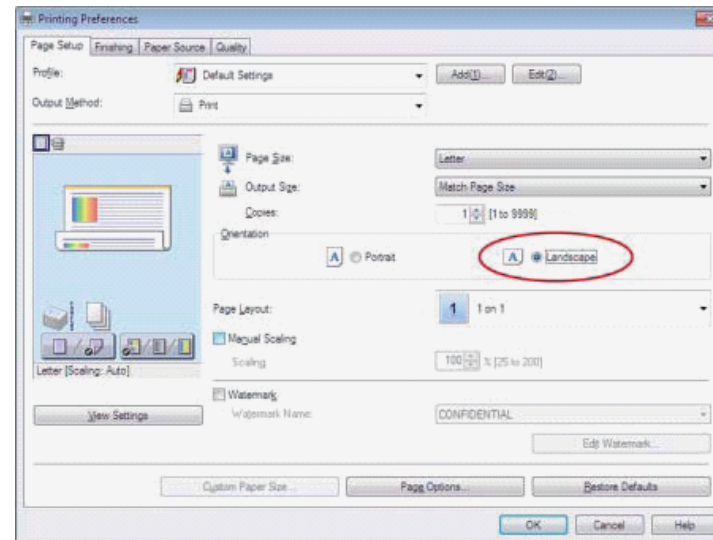 Printing Preferences
Page Setup Finishing Paper Source Quality
Profile: Default Settings Add(1)... Edit(2)...
Output Method: Print
Page Size: Letter
Output Size: Match Page Size
Copies: 1 [1 to 9999]
Orientation
A Portrait A Landscape
Page Layout: 1 1 on 1
Manual Scaling
Scaling: 100 % [25 to 200]
Letter [Scaling: Auto]
Watermark
View Settings Watermark Name: CONFIDENTIAL
Edit Watermark...
Custom Paper Size... Page Options... Restore Defaults
OK Cancel Help